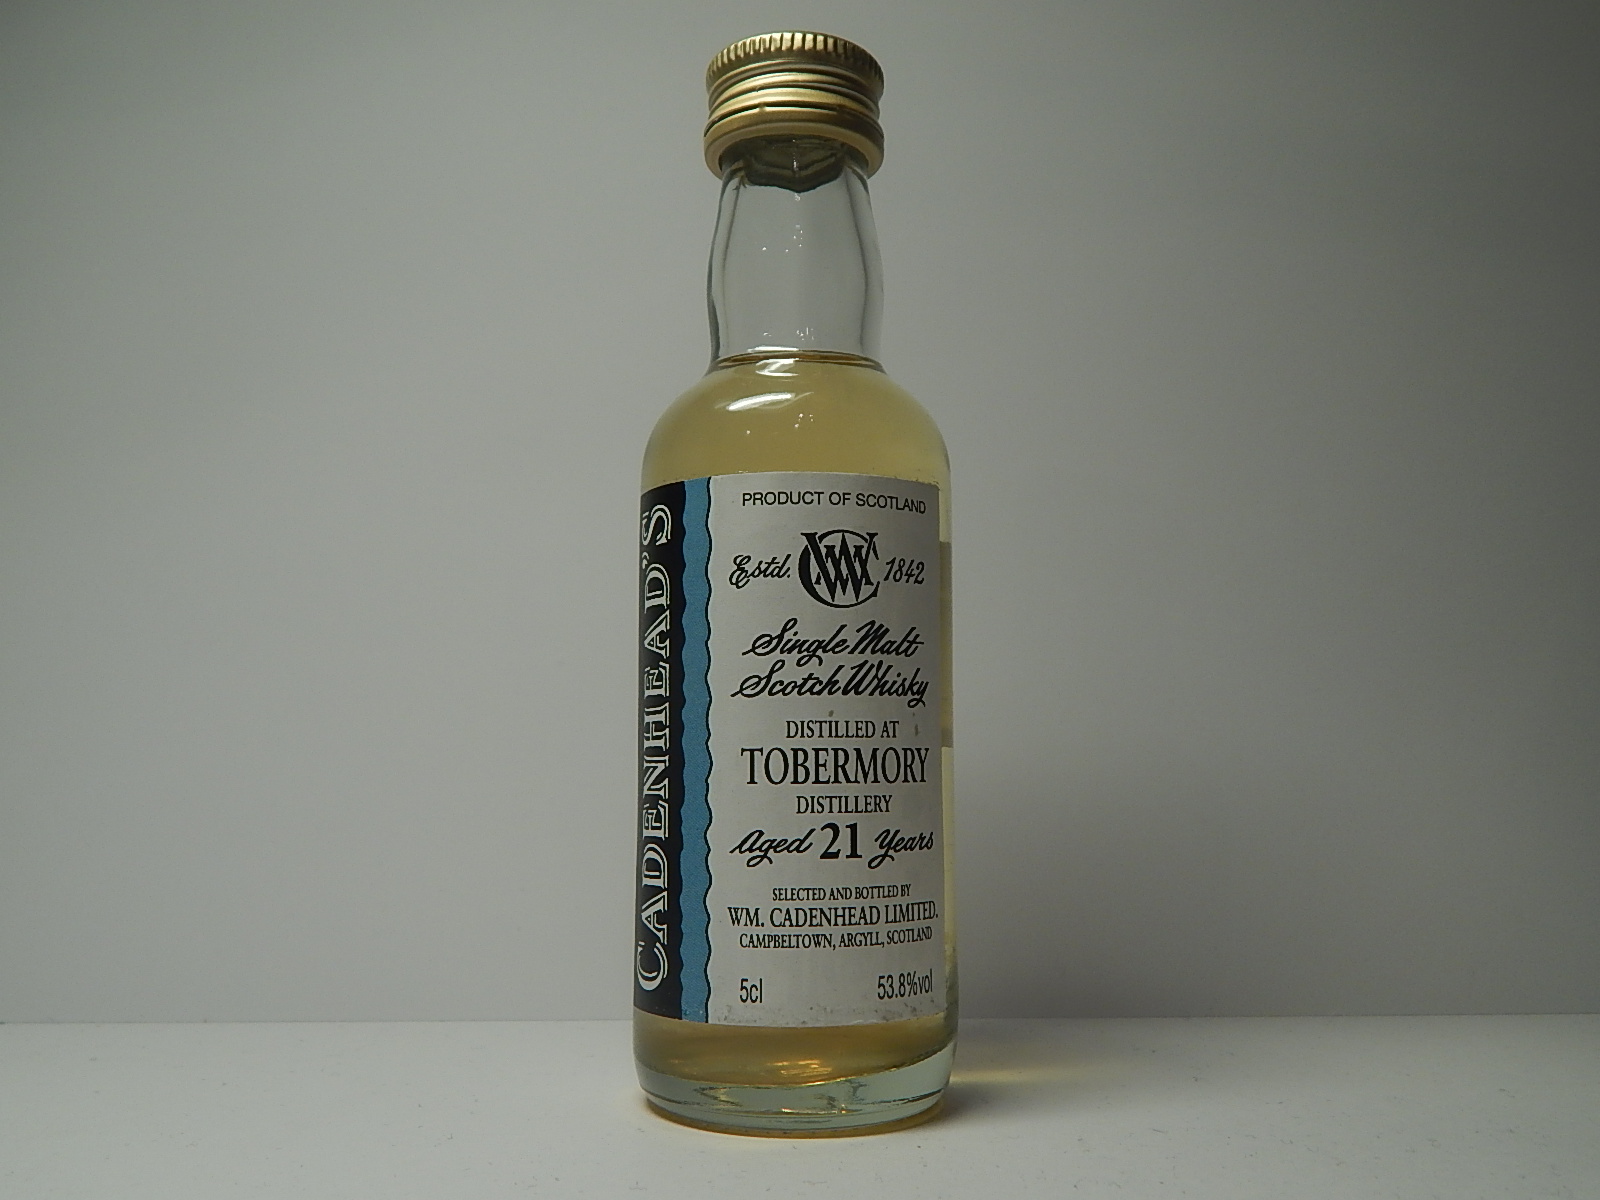 CADENHEAD'S
PRODUCT OF SCOTLAND
Estd. WC 1842
Single Malt
Scotch Whisky
DISTILLED AT
TOBERMORY
DISTILLERY
Aged 21 Years
SELECTED AND BOTTLED BY
WM. CADENHEAD LIMITED.
CAMPBELTOWN, ARGYLL, SCOTLAND
5cl 53.8%vol